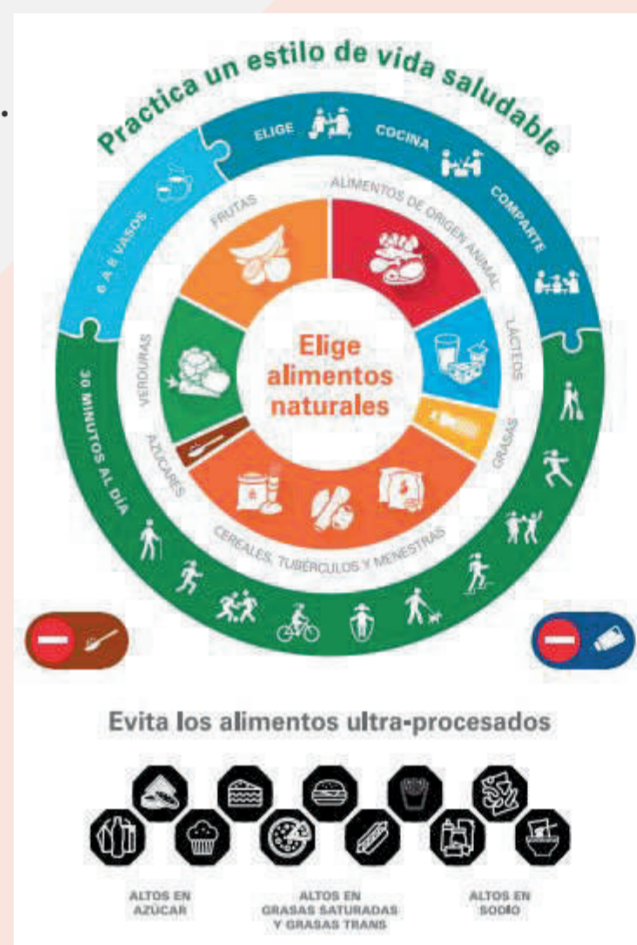 Practica un estilo de vida saludable
ELIGE
COCINA
COMPARTE
6 A 8 VASOS
30 MINUTOS AL DÍA
FRUTAS
ALIMENTOS DE ORIGEN ANIMAL
VERDURAS
LÁCTEOS
AZÚCARES
GRASAS
CEREALES, TUBÉRCULOS Y MENESTRAS
Elige
alimentos
naturales
Evita los alimentos ultra-procesados
ALTOS EN
AZÚCAR
ALTOS EN
GRASAS SATURADAS
Y GRASAS TRANS
ALTOS EN
SODIO